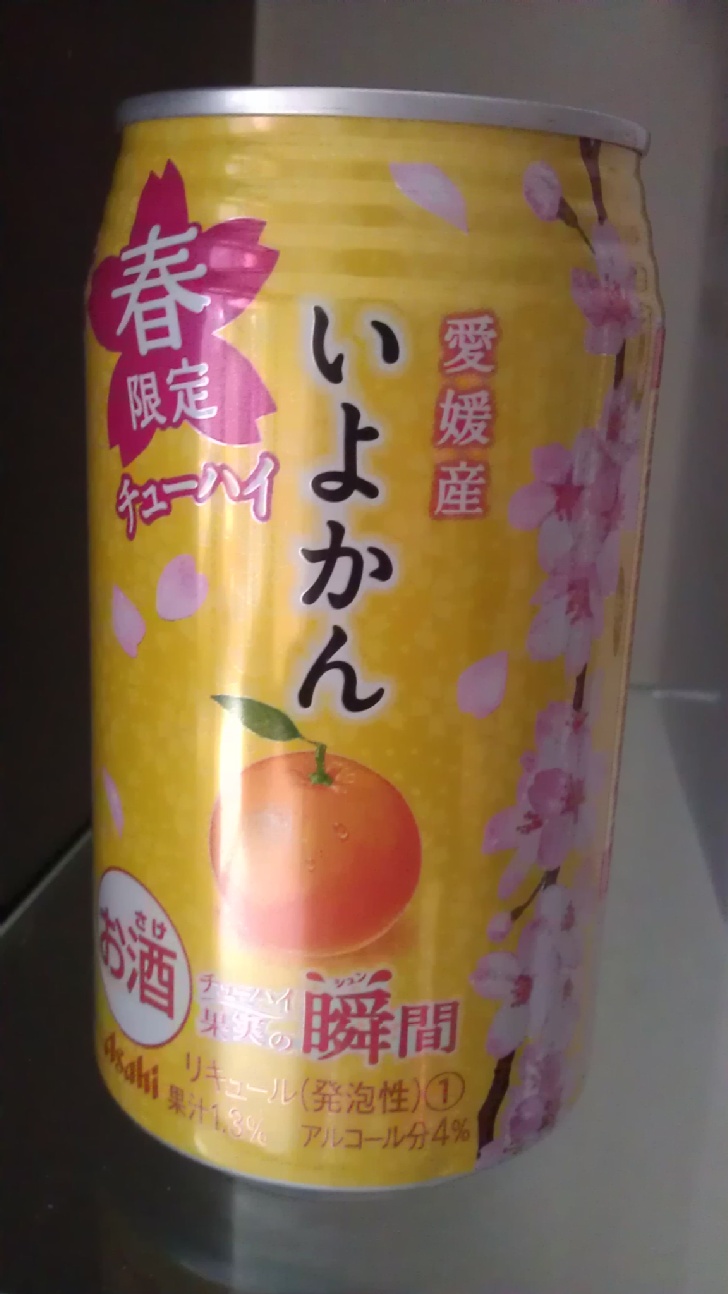 春
限定
チューハイ
愛媛産
いよかん
さけ
お酒
チューハイ
果実の
シュン
瞬間
Asahi
リキュール(発泡性)①
果汁1.3% アルコール分4%